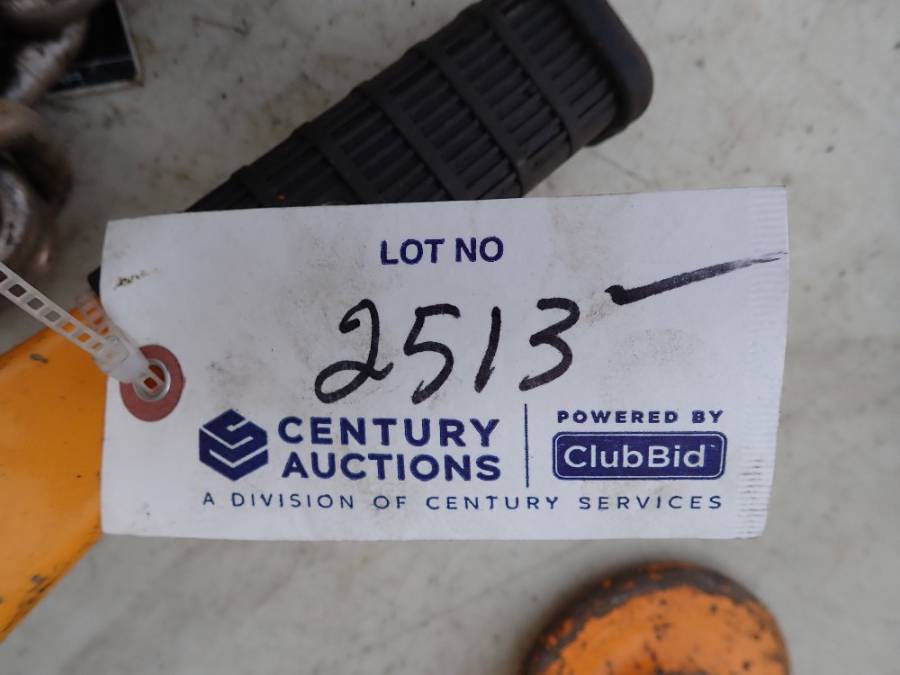 LOT NO
2513
CENTURY AUCTIONS
POWERED BY
ClubBid
A DIVISION OF CENTURY SERVICES